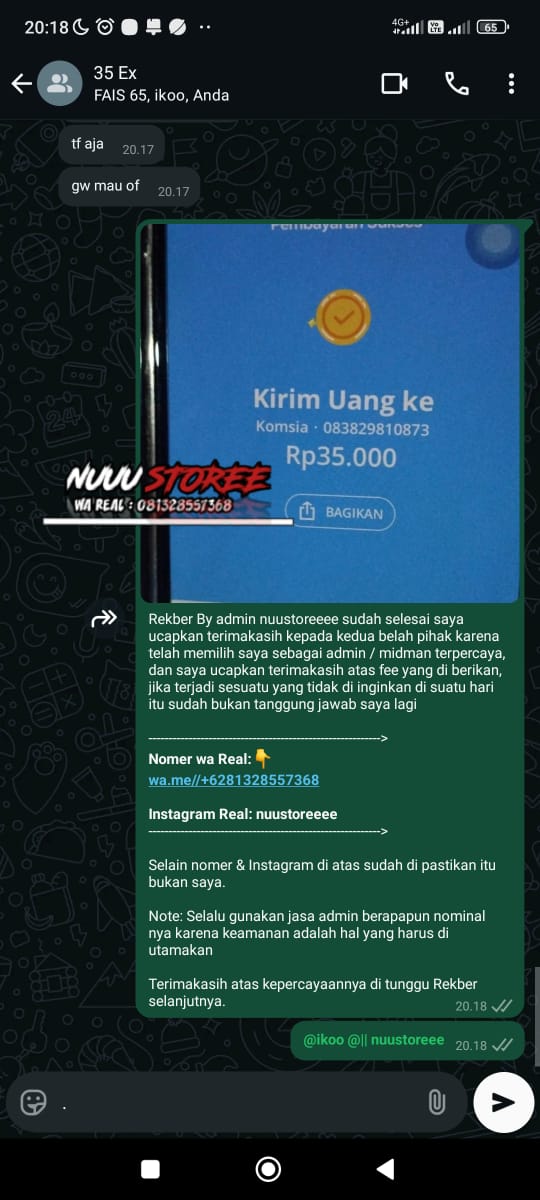 20:18
4G+
Vo
LTE
65
35 Ex
FAIS 65, ikoo, Anda
tf aja 20.17
gw mau of 20.17
Pembayaran Sukses
Kirim Uang ke
Komsia · 083829810873
Rp35.000
BAGIKAN
NUUU STOREE
WA REAL : 081328557368
Rekber By admin nuustoreeee sudah selesai saya
ucapkan terimakasih kepada kedua belah pihak karena
telah memilih saya sebagai admin / midman terpercaya,
dan saya ucapkan terimakasih atas fee yang di berikan,
jika terjadi sesuatu yang tidak di inginkan di suatu hari
itu sudah bukan tanggung jawab saya lagi
---------------------------------------------------------->
Nomer wa Real:👇
wa.me//+6281328557368
Instagram Real: nuustoreeee
---------------------------------------------------------->
Selain nomer & Instagram di atas sudah di pastikan itu
bukan saya.
Note: Selalu gunakan jasa admin berapapun nominal
nya karena keamanan adalah hal yang harus di
utamakan
Terimakasih atas kepercayaannya di tunggu Rekber
selanjutnya. 20.18
@ikoo @|| nuustoreee 20.18
.